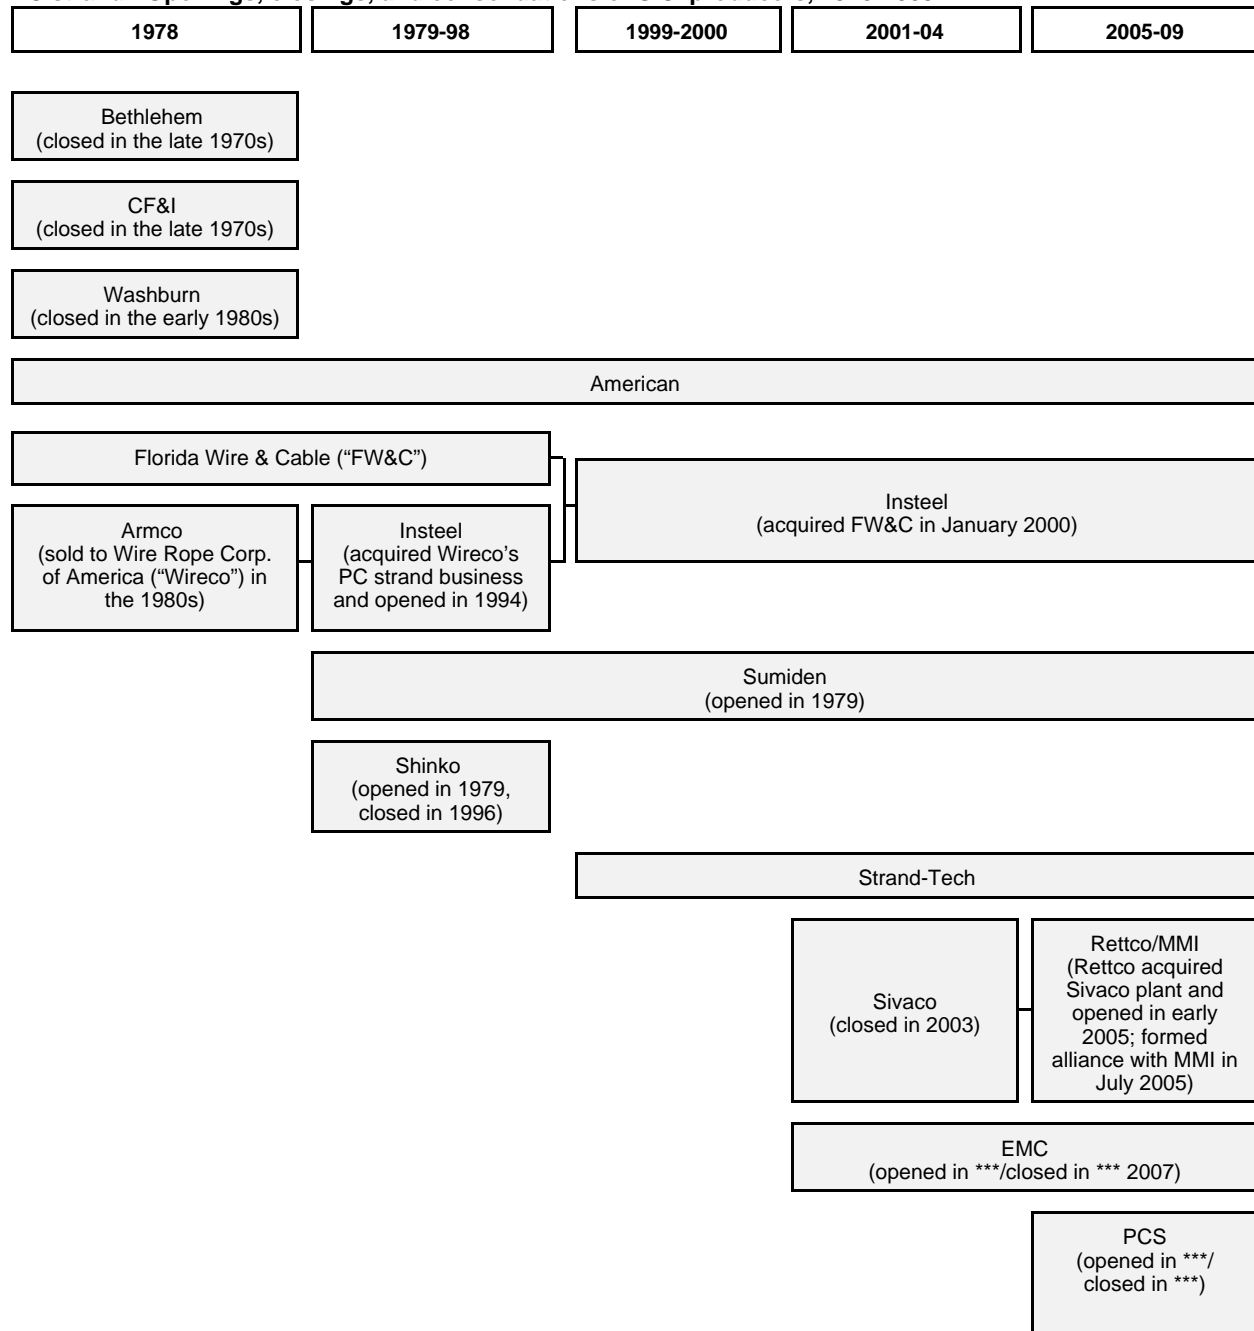 1978 1979-98 1999-2000 2001-04 2005-09
Bethlehem
(closed in the late 1970s)
CF&I
(closed in the late 1970s)
Washburn
(closed in the early 1980s)
American
Florida Wire & Cable (“FW&C”)
Insteel
(acquired FW&C in January 2000)
Armco
(sold to Wire Rope Corp.
of America (“Wireco”) in
the 1980s)
Insteel
(acquired Wireco’s
PC strand business
and opened in 1994)
Sumiden
(opened in 1979)
Shinko
(opened in 1979,
closed in 1996)
Strand-Tech
Sivaco
(closed in 2003)
Rettco/MMI
(Rettco acquired
Sivaco plant and
opened in early
2005; formed
alliance with MMI in
July 2005)
EMC
(opened in ***/closed in *** 2007)
PCS
(opened in ***/
closed in ***)